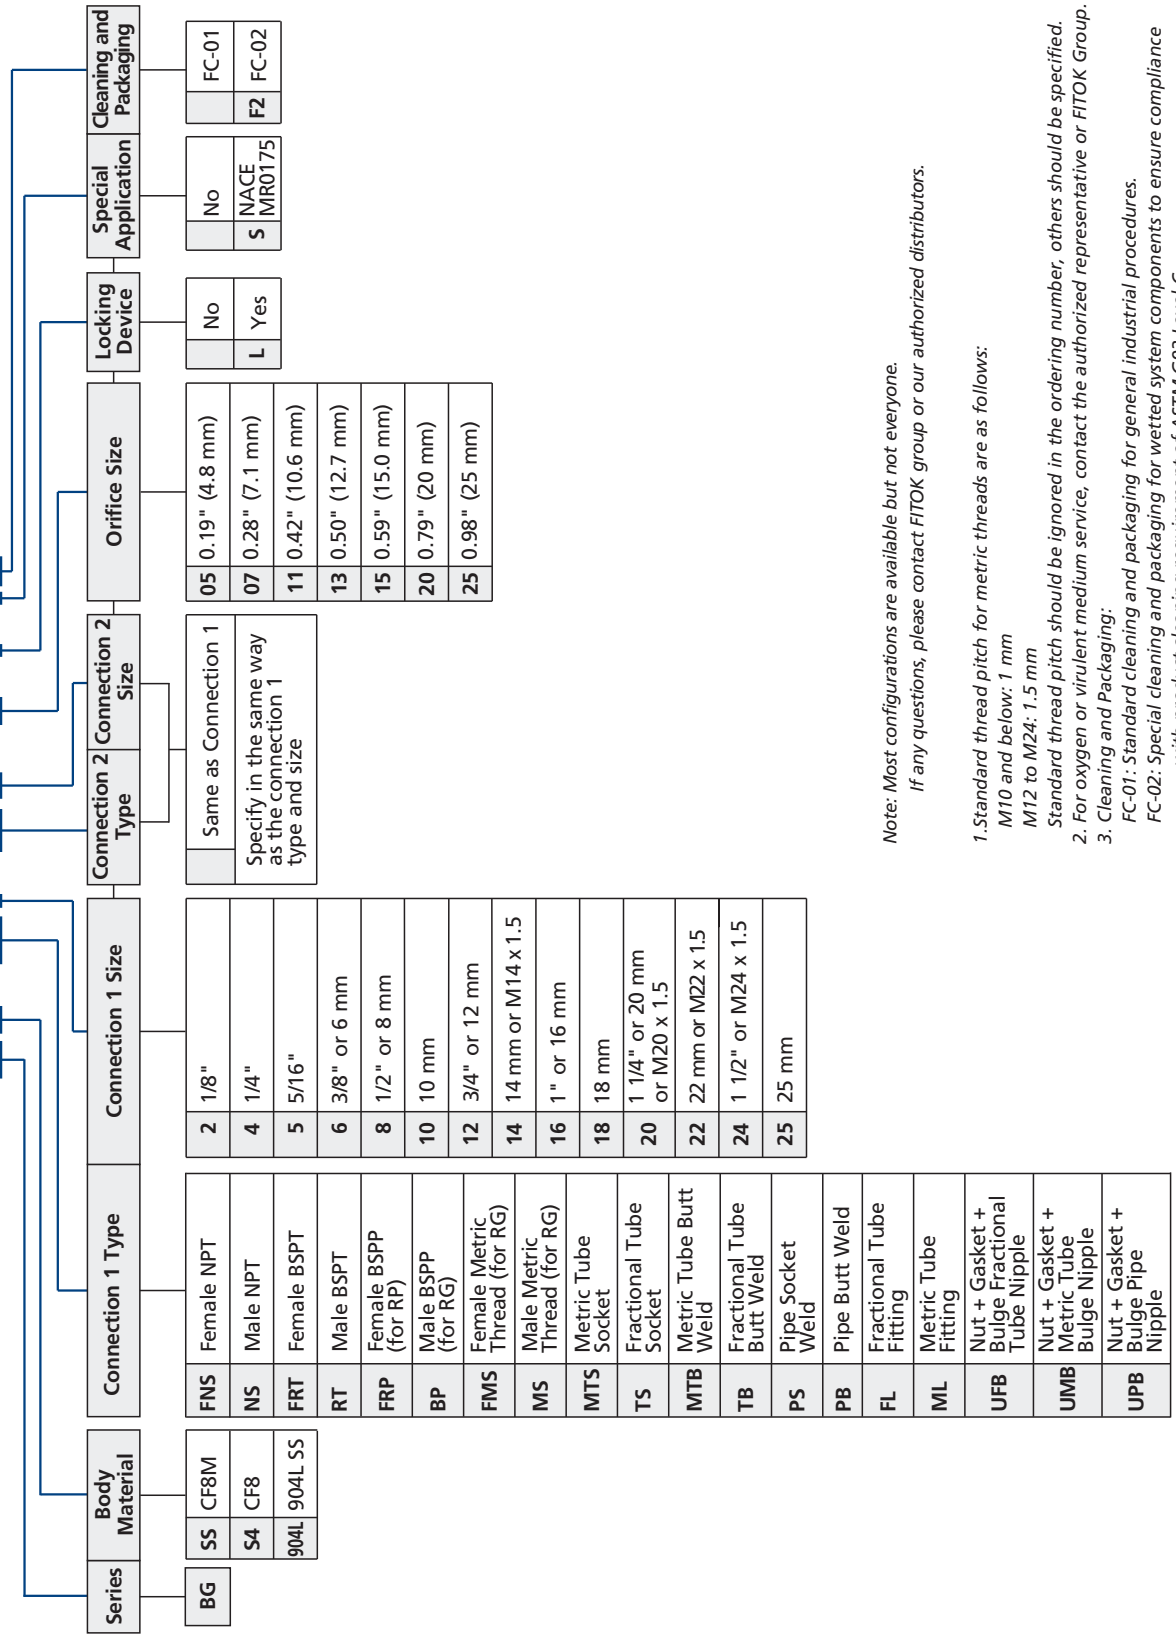 Series
Body
Material
Connection 1 Type
Connection 1 Size
Connection 2
Type
Connection 2
Size
Orifice Size
Locking
Device
Special
Application
Cleaning and
Packaging
BG
SS CF8M
S4 CF8
904L 904L SS
FNS Female NPT
NS Male NPT
FRT Female BSPT
RT Male BSPT
FRP Female BSPP
(for RP)
BP Male BSPP
(for RG)
FMS Female Metric
Thread (for RG)
MS Male Metric
Thread (for RG)
MTS Metric Tube
Socket
TS Fractional Tube
Socket
MTB Metric Tube Butt
Weld
TB Fractional Tube
Butt Weld
PS Pipe Socket
Weld
PB Pipe Butt Weld
FL Fractional Tube
Fitting
ML Metric Tube
Fitting
UFB Nut + Gasket +
Bulge Fractional
Tube Nipple
UMB Nut + Gasket +
Metric Tube
Bulge Nipple
UPB Nut + Gasket +
Bulge Pipe
Nipple
2 1/8"
4 1/4"
5 5/16"
6 3/8" or 6 mm
8 1/2" or 8 mm
10 10 mm
12 3/4" or 12 mm
14 14 mm or M14 x 1.5
16 1" or 16 mm
18 18 mm
20 1 1/4" or 20 mm
or M20 x 1.5
22 22 mm or M22 x 1.5
24 1 1/2" or M24 x 1.5
25 25 mm
Same as Connection 1
Specify in the same way
as the connection 1
type and size
05 0.19" (4.8 mm)
07 0.28" (7.1 mm)
11 0.42" (10.6 mm)
13 0.50" (12.7 mm)
15 0.59" (15.0 mm)
20 0.79" (20 mm)
25 0.98" (25 mm)
No
L Yes
No
S NACE
MR0175
FC-01
F2 FC-02
Note: Most configurations are available but not everyone.
If any questions, please contact FITOK group or our authorized distributors.
1.Standard thread pitch for metric threads are as follows:
M10 and below: 1 mm
M12 to M24: 1.5 mm
Standard thread pitch should be ignored in the ordering number, others should be specified.
2. For oxygen or virulent medium service, contact the authorized representative or FITOK Group.
3. Cleaning and Packaging:
FC-01: Standard cleaning and packaging for general industrial procedures.
FC-02: Special cleaning and packaging for wetted system components to ensure compliance